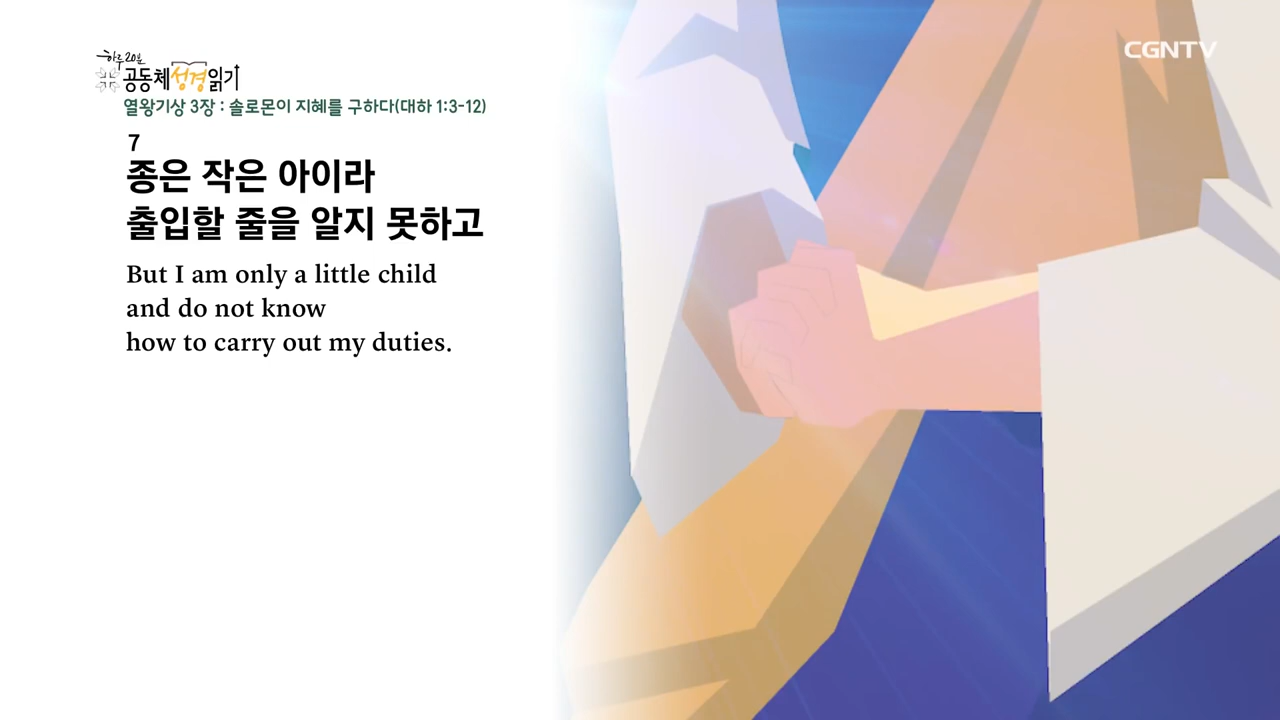 하루 20분
공동체성경읽기
열왕기상 3장 : 솔로몬이 지혜를 구하다(대하 1:3-12)
CGNTV
7
종은 작은 아이라
출입할 줄을 알지 못하고
But I am only a little child
and do not know
how to carry out my duties.